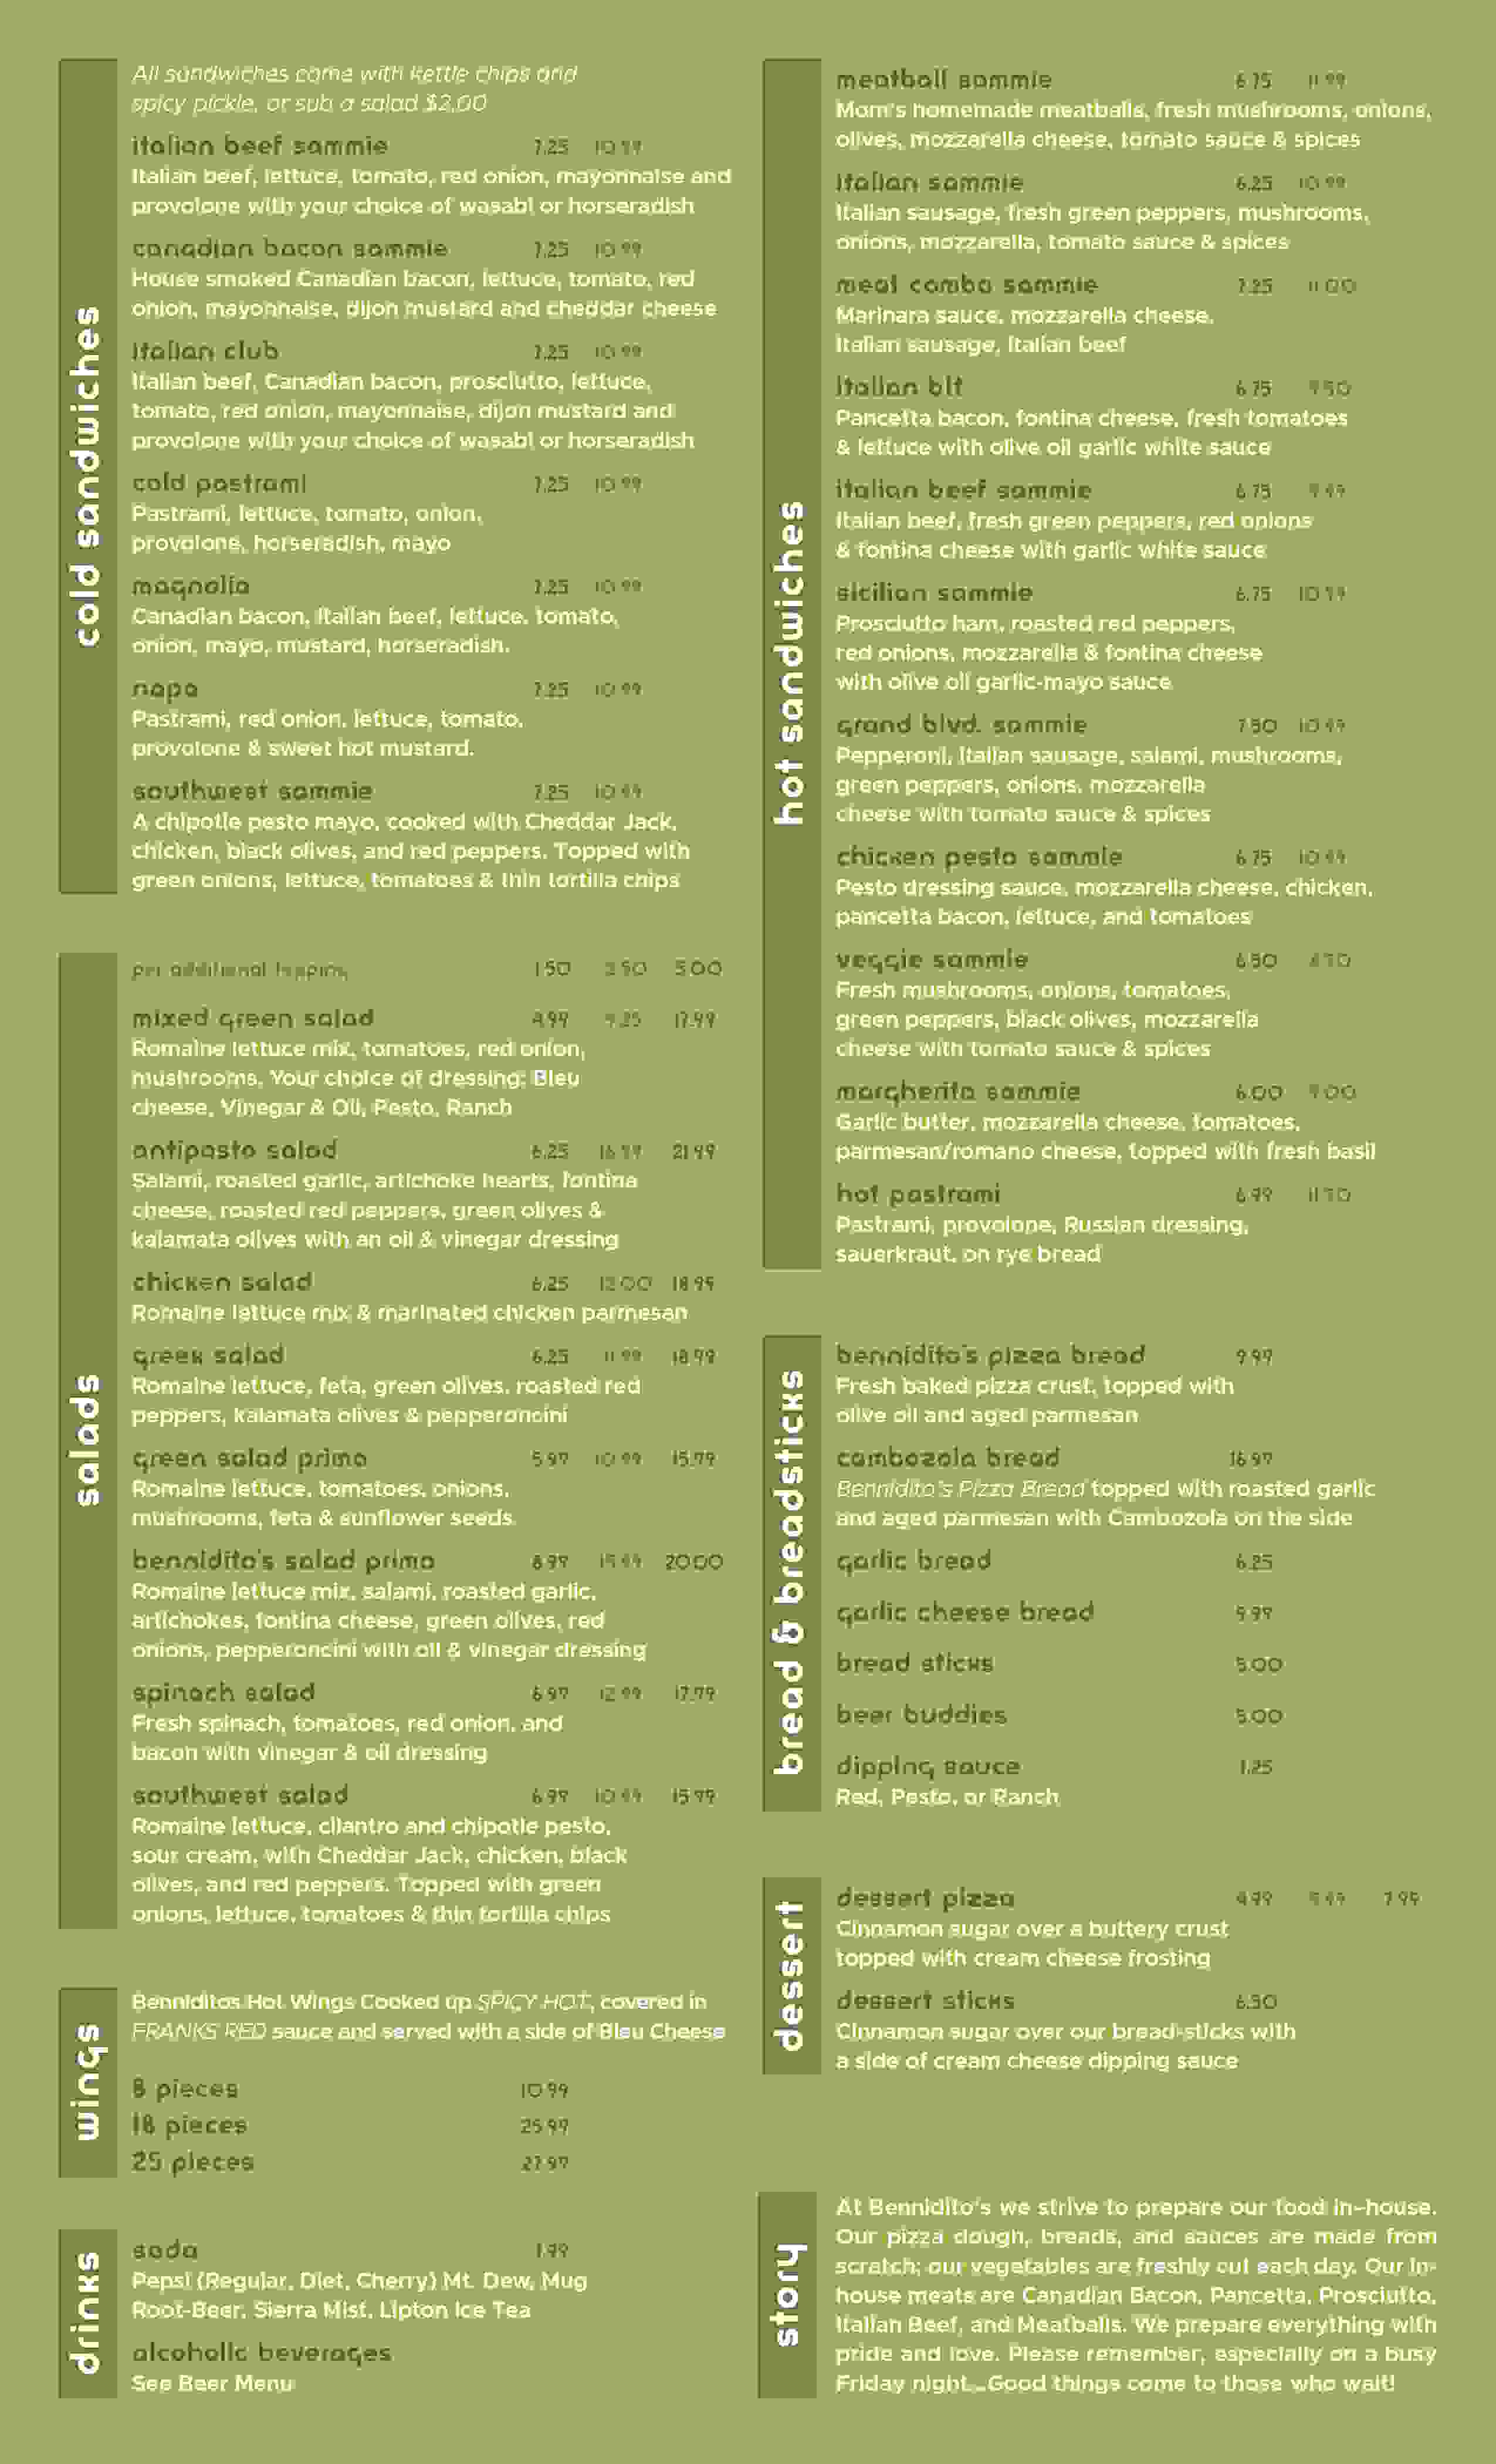 cold sandwiches
All sandwiches come with kettle chips and
spicy pickle, or sub a salad $2.00
italian beef sammie 7.25 10.99
Italian beef, lettuce, tomato, red onion, mayonnaise and
provolone with your choice of wasabi or horseradish
canadian bacon sammie 7.25 10.99
House smoked Canadian bacon, lettuce, tomato, red
onion, mayonnaise, dijon mustard and cheddar cheese
italian club 7.25 10.99
Italian beef, Canadian bacon, prosciutto, lettuce,
tomato, red onion, mayonnaise, dijon mustard and
provolone with your choice of wasabi or horseradish
cold pastrami 7.25 10.99
Pastrami, lettuce, tomato, onion,
provolone, horseradish, mayo
magnolia 7.25 10.99
Canadian bacon, Italian beef, lettuce, tomato,
onion, mayo, mustard, horseradish.
napa 7.25 10.99
Pastrami, red onion, lettuce, tomato,
provolone & sweet hot mustard.
southwest sammie 7.25 10.99
A chipotle pesto mayo, cooked with Cheddar Jack,
chicken, black olives, and red peppers. Topped with
green onions, lettuce, tomatoes & thin tortilla chips
salads
per additional topping 1.50 5.00
mixed green salad 4.99 17.99
Romaine lettuce mix, tomatoes, red onion,
mushrooms. Your choice of dressing: Bleu
cheese, Vinegar & Oil, Pesto, Ranch
antipasto salad 6.25 21.99
Salami, roasted garlic, artichoke hearts, fontina
cheese, roasted red peppers, green olives &
kalamata olives with an oil & vinegar dressing
chicken salad 6.25 18.99
Romaine lettuce mix & marinated chicken parmesan
greek salad 6.25 11.99 18.99
Romaine lettuce, feta, green olives, roasted red
peppers, kalamata olives & pepperoncini
green salad primo 5.99 10.99 15.99
Romaine lettuce, tomatoes, onions,
mushrooms, feta & sunflower seeds
bennidito's salad primo 20.00
Romaine lettuce mix, salami, roasted garlic,
artichokes, fontina cheese, green olives, red
onions, pepperoncini with oil & vinegar dressing
spinach salad 6.99 12.99 17.99
Fresh spinach, tomatoes, red onion, and
bacon with vinegar & oil dressing
southwest salad 6.99 10.99 15.99
Romaine lettuce, cilantro and chipotle pesto,
sour cream, with Cheddar Jack, chicken, black
olives, and red peppers. Topped with green
onions, lettuce, tomatoes & thin tortilla chips
wings
Benniditos Hot Wings Cooked up SPICY HOT, covered in
FRANKS RED sauce and served with a side of Bleu Cheese
8 pieces 10.99
18 pieces 25.99
25 pieces
drinks
soda 1.99
Pepsi (Regular, Diet, Cherry) Mt. Dew, Mug
Root-Beer, Sierra Mist, Lipton Ice Tea
alcoholic beverages
See Beer Menu
hot sandwiches
meatball sammie 6.75 11.99
Mom's homemade meatballs, fresh mushrooms, onions,
olives, mozzarella cheese, tomato sauce & spices
italian sammie 6.25 10.99
Italian sausage, fresh green peppers, mushrooms,
onions, mozzarella, tomato sauce & spices
meat combo sammie 7.25 11.00
Marinara sauce, mozzarella cheese,
Italian sausage, Italian beef
italian blt 6.75 9.50
Pancetta bacon, fontina cheese, fresh tomatoes
& lettuce with olive oil garlic white sauce
italian beef sammie 6.75 9.99
Italian beef, fresh green peppers, red onions
& fontina cheese with garlic white sauce
sicilian sammie 6.75 10.99
Prosciutto ham, roasted red peppers,
red onions, mozzarella & fontina cheese
with olive oil garlic-mayo sauce
grand blvd. sammie 7.50 10.99
Pepperoni, Italian sausage, salami, mushrooms,
green peppers, onions, mozzarella
cheese with tomato sauce & spices
chicken pesto sammie 6.75 10.99
Pesto dressing sauce, mozzarella cheese, chicken,
pancetta bacon, lettuce, and tomatoes
veggie sammie 6.50
Fresh mushrooms, onions, tomatoes,
green peppers, black olives, mozzarella
cheese with tomato sauce & spices
margherita sammie 6.00 9.00
Garlic butter, mozzarella cheese, tomatoes,
parmesan/romano cheese, topped with fresh basil
hot pastrami 6.99
Pastrami, provolone, Russian dressing,
sauerkraut, on rye bread
bread & breadsticks
bennidito's pizza bread 9.99
Fresh baked pizza crust, topped with
olive oil and aged parmesan
cambozola bread 16.99
Bennidito's Pizza Bread topped with roasted garlic
and aged parmesan with Cambozola on the side
garlic bread 6.25
garlic cheese bread 9.99
bread sticks 5.00
beer buddies 5.00
dipping sauce 1.25
Red, Pesto, or Ranch
dessert
dessert pizza 4.99 7.99
Cinnamon sugar over a buttery crust
topped with cream cheese frosting
dessert sticks 6.50
Cinnamon sugar over our bread-sticks with
a side of cream cheese dipping sauce
story
At Bennidito's we strive to prepare our food in-house.
Our pizza dough, breads, and sauces are made from
scratch; our vegetables are freshly cut each day. Our in-
house meats are Canadian Bacon, Pancetta, Prosciutto,
Italian Beef, and Meatballs. We prepare everything with
pride and love. Please remember, especially on a busy
Friday night...Good things come to those who wait!